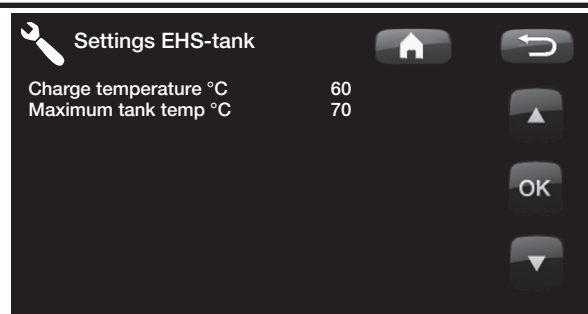 Settings EHS-tank
Charge temperature °C 60
Maximum tank temp °C 70
OK